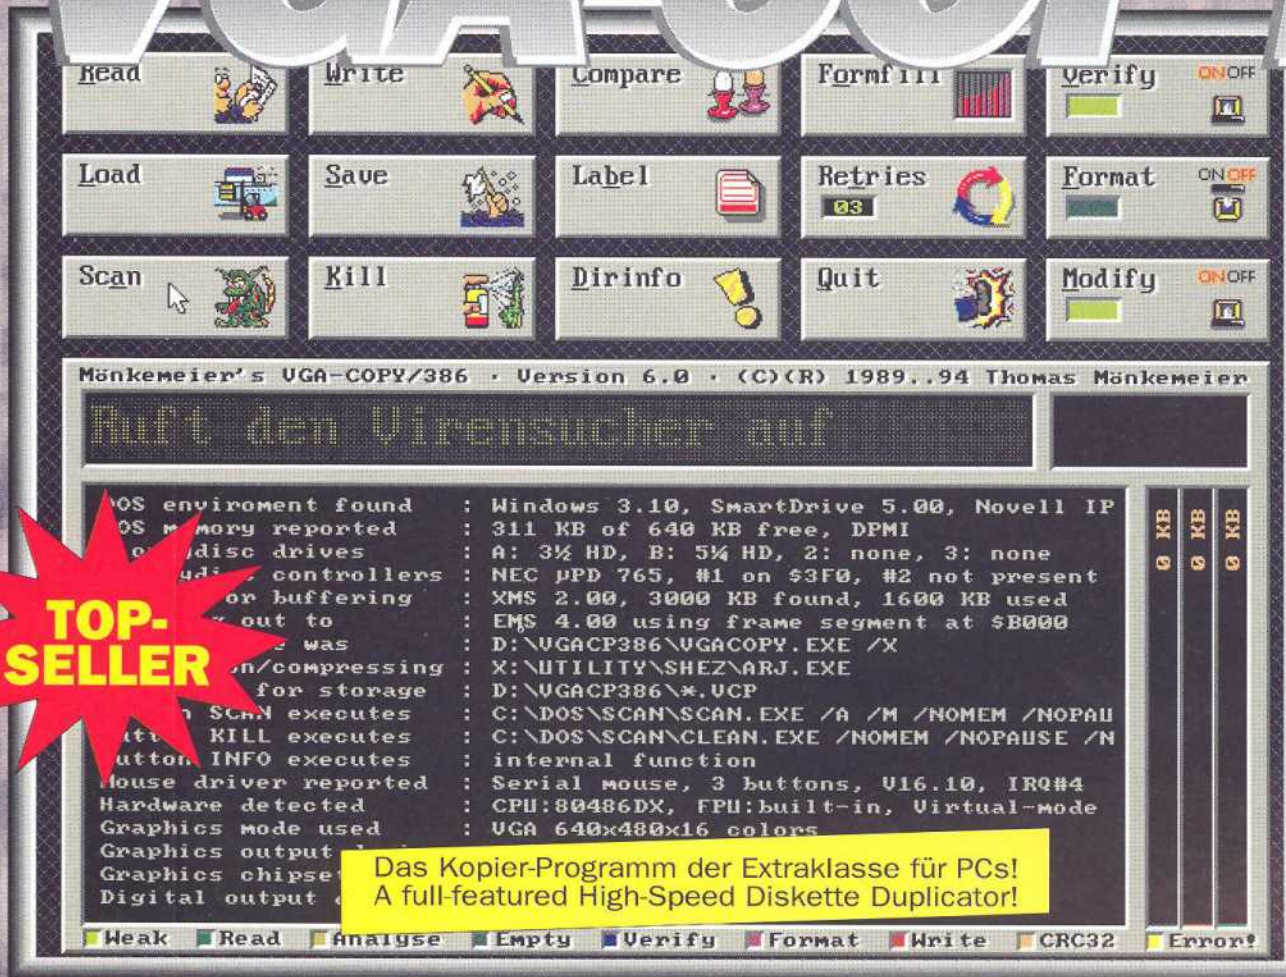 VGA-COPY
Read
Write
Compare
Formfill
Verify ONOFF
Load
Save
Label
Retries
03
Format ONOFF
Scan
Kill
Dirinfo
Quit
Modify ONOFF
Mönkemeier's VGA-COPY/386 · Version 6.0 · (C)(R) 1989..94 Thomas Mönkemeier
Ruft den Virensucher auf
DOS enviroment found : Windows 3.10, SmartDrive 5.00, Novell IP
memory reported : 311 KB of 640 KB free, DPMI
drives : A: 3½ HD, B: 5¼ HD, 2: none, 3: none
controllers : NEC µPD 765, #1 on $3F0, #2 not present
buffering : XMS 2.00, 3000 KB found, 1600 KB used
out to : EMS 4.00 using frame segment at $B000
was : D:\VGACP386\VGACOPY.EXE /X
/compressing : X:\UTILITY\SHEZ\ARJ.EXE
for storage : D:\VGACP386\*.VCP
SCAN executes : C:\DOS\SCAN\SCAN.EXE /A /M /NOMEM /NOPAU
KILL executes : C:\DOS\SCAN\CLEAN.EXE /NOMEM /NOPAUSE /N
Button INFO executes : internal function
Mouse driver reported : Serial mouse, 3 buttons, V16.10, IRQ#4
Hardware detected : CPU:80486DX, FPU:built-in, Virtual-mode
Graphics mode used : VGA 640x480x16 colors
Graphics output
Graphics chipset
Digital output
0 KB
0 KB
0 KB
TOP-
SELLER
Das Kopier-Programm der Extraklasse für PCs!
A full-featured High-Speed Diskette Duplicator!
Weak Read Analyse Empty Verify Format Write CRC32 Error!